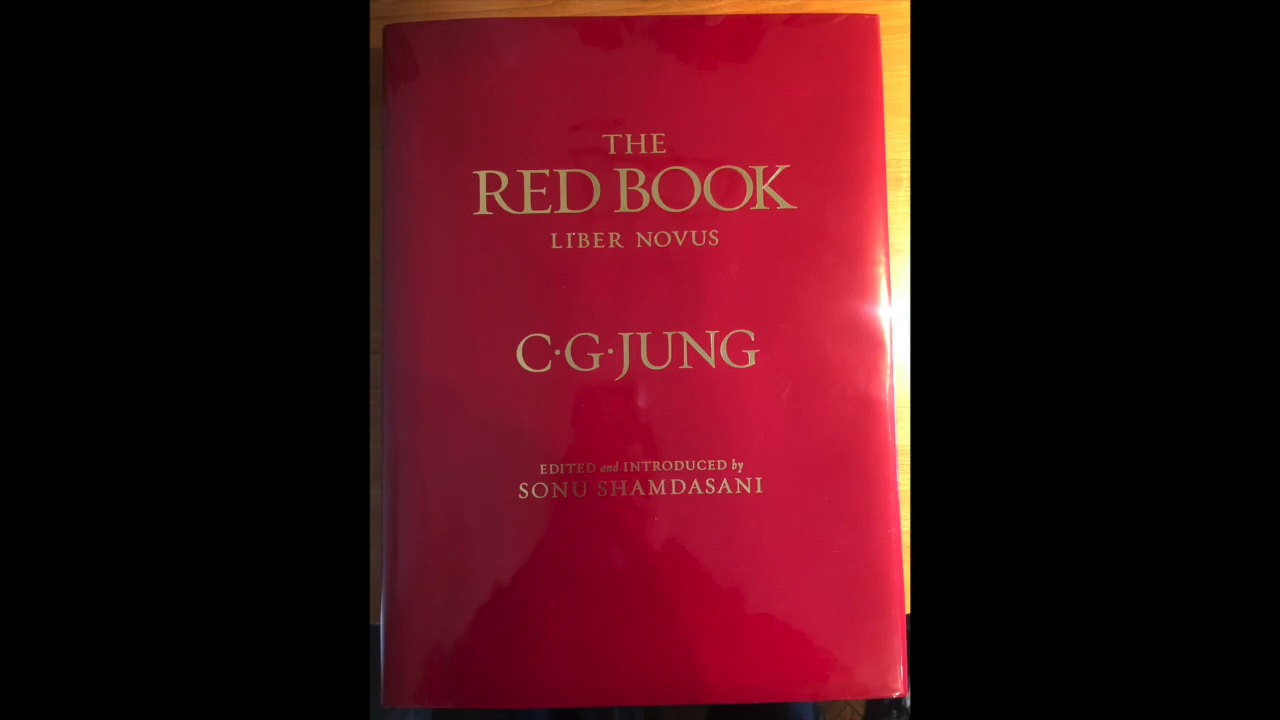 THE
RED BOOK
LIBER NOVUS
C·G·JUNG
EDITED and INTRODUCED by
SONU SHAMDASANI